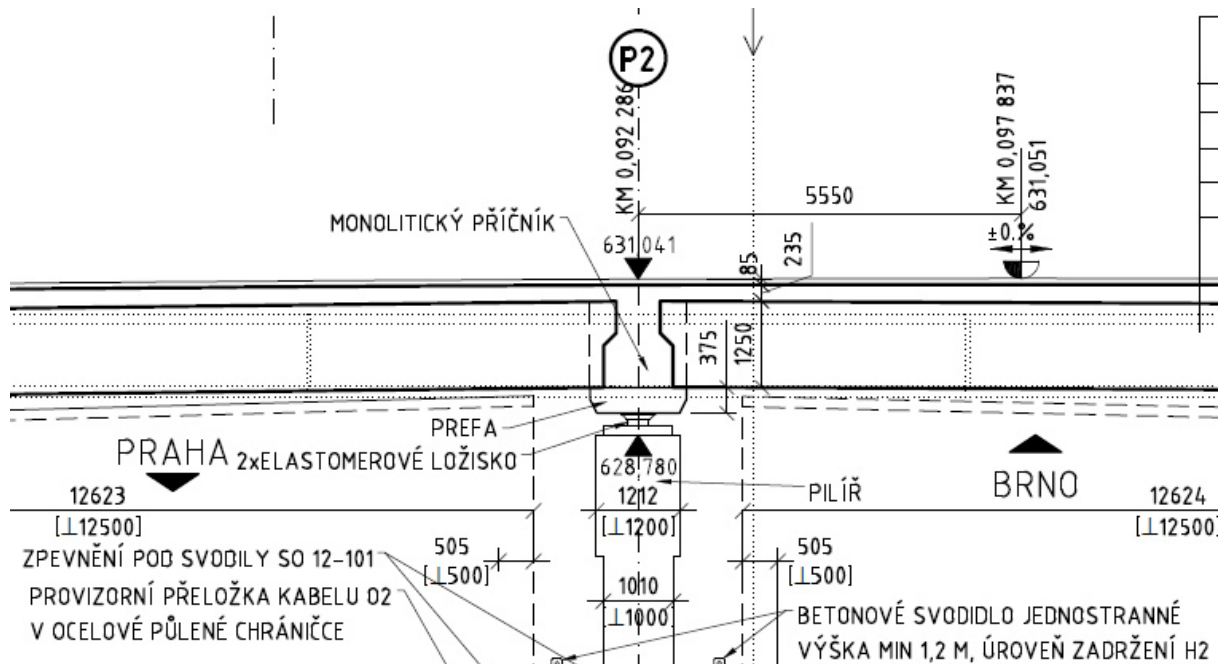 P2
KM 0,092 286
KM 0,097 837
631,051
5550
±0.%
MONOLITICKÝ PŘÍČNÍK
631,041
85
235
375
1250
PREFA
PRAHA
2xELASTOMEROVÉ LOŽISKO
628,780
PILÍŘ
BRNO
12623
[⊥12500]
1212
[⊥1200]
12624
[⊥12500]
505
[⊥500]
505
[⊥500]
ZPEVNĚNÍ POD SVODILY SO 12-101
1010
⊥1000]
PROVIZORNÍ PŘELOŽKA KABELU O2
V OCELOVÉ PŮLENÉ CHRÁNIČCE
BETONOVÉ SVODIDLO JEDNOSTRANNÉ
VÝŠKA MIN 1,2 M, ÚROVEŇ ZADRŽENÍ H2